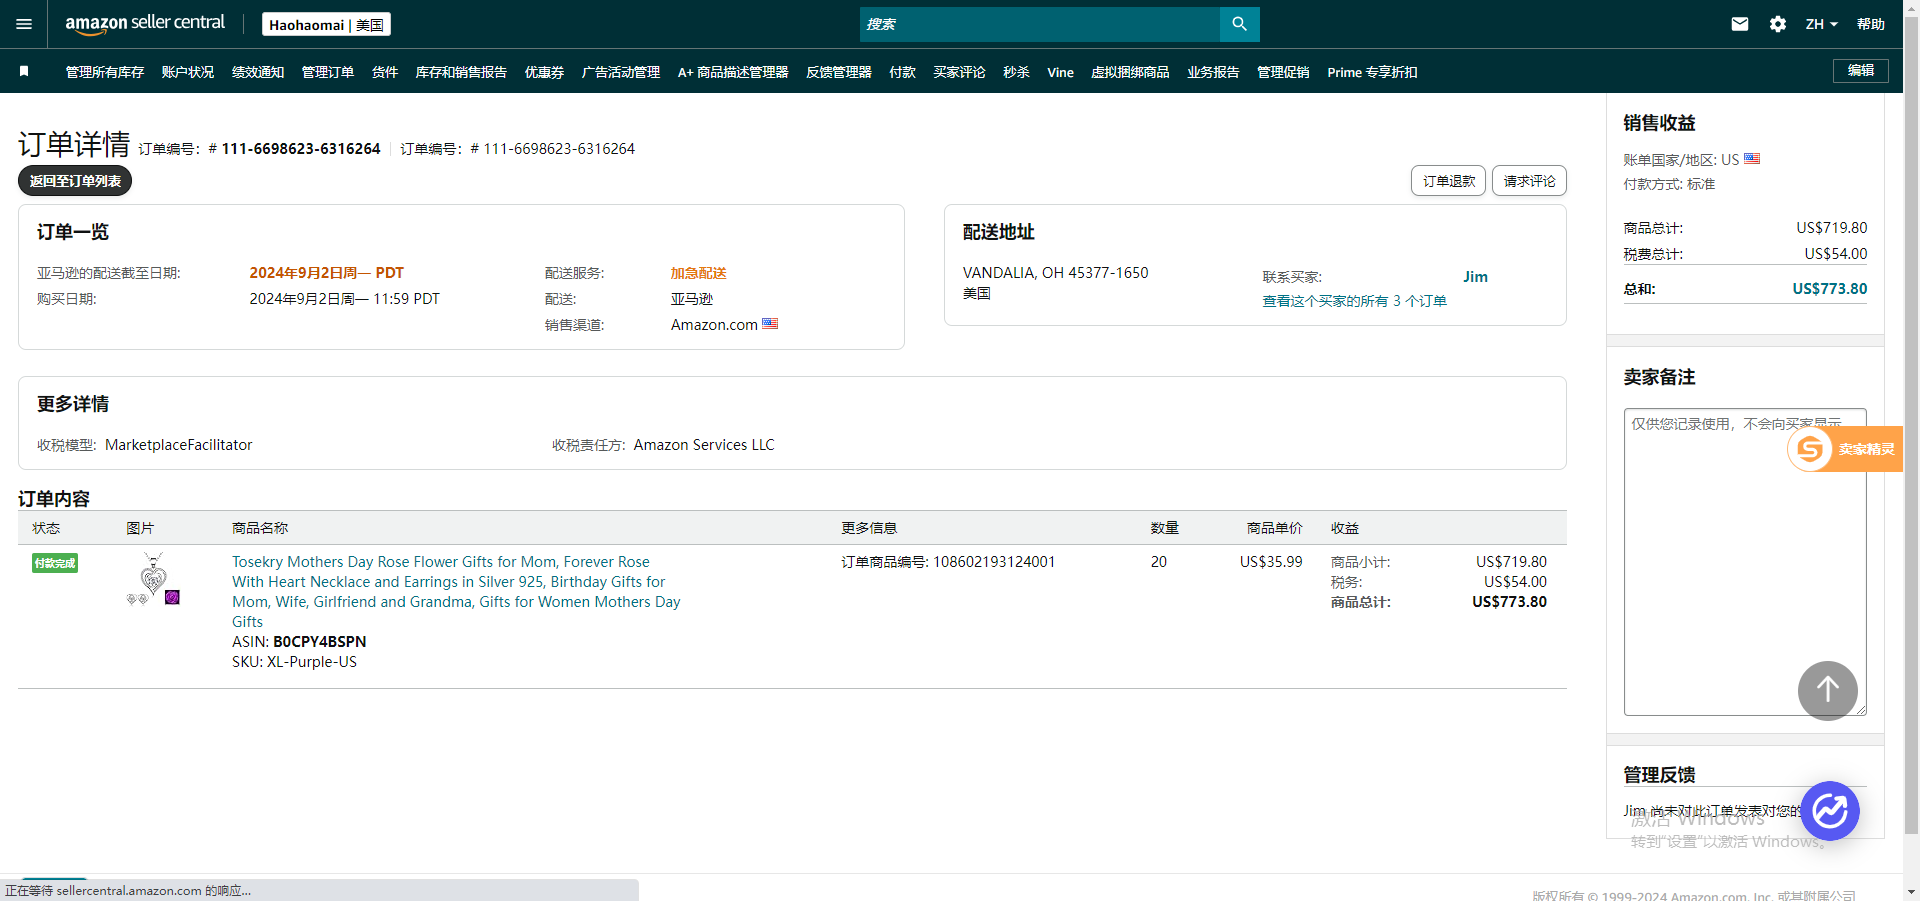 amazon seller central
Haohaomai | 美国
搜索
ZH
帮助
管理所有库存 账户状况 绩效通知 管理订单 货件 库存和销售报告 优惠券 广告活动管理 A+ 商品描述管理器 反馈管理器 付款 买家评论 秒杀 Vine 虚拟捆绑商品 业务报告 管理促销 Prime 专享折扣
编辑
订单详情 订单编号: # 111-6698623-6316264 订单编号: # 111-6698623-6316264
返回至订单列表
订单退款 请求评论
订单一览
亚马逊的配送截至日期: 2024年9月2日周一 PDT 配送服务: 加急配送
购买日期: 2024年9月2日周一 11:59 PDT 配送: 亚马逊
销售渠道: Amazon.com
配送地址
VANDALIA, OH 45377-1650
美国
联系买家: Jim
查看这个买家的所有 3 个订单
更多详情
收税模型: MarketplaceFacilitator 收税责任方: Amazon Services LLC
订单内容
状态 图片 商品名称 更多信息 数量 商品单价 收益
付款完成
Tosekry Mothers Day Rose Flower Gifts for Mom, Forever Rose
With Heart Necklace and Earrings in Silver 925, Birthday Gifts for
Mom, Wife, Girlfriend and Grandma, Gifts for Women Mothers Day
Gifts
ASIN: B0CPY4BSPN
SKU: XL-Purple-US
订单商品编号: 108602193124001
20
US$35.99
商品小计: US$719.80
税务: US$54.00
商品总计: US$773.80
销售收益
账单国家/地区: US
付款方式: 标准
商品总计: US$719.80
税费总计: US$54.00
总和: US$773.80
卖家备注
仅供您记录使用，不会向买家显示
卖家精灵
管理反馈
Jim 尚未对此订单发表对您的
激活 Windows
转到"设置"以激活 Windows。
正在等待 sellercentral.amazon.com 的响应...
版权所有 © 1999-2024 Amazon.com, Inc. 或其附属公司